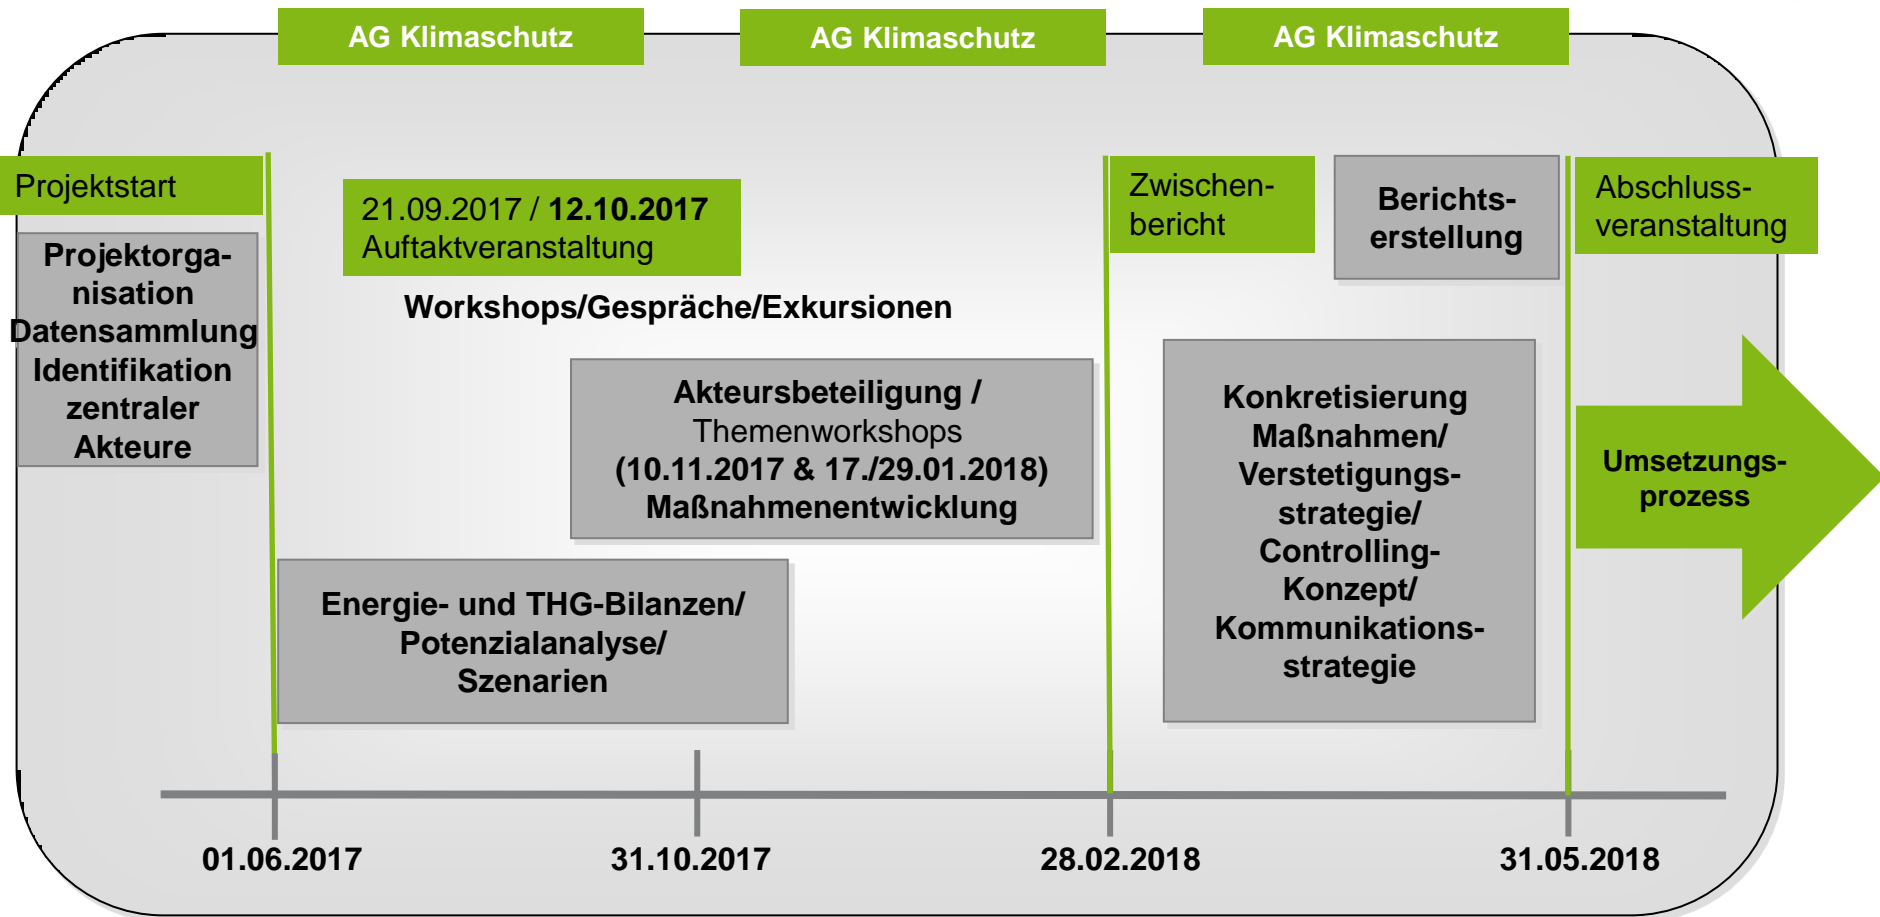 AG Klimaschutz
AG Klimaschutz
AG Klimaschutz
Projektstart
Projektorga-
nisation
Datensammlung
Identifikation
zentraler
Akteure
21.09.2017 / 12.10.2017
Auftaktveranstaltung
Workshops/Gespräche/Exkursionen
Akteursbeteiligung /
Themenworkshops
(10.11.2017 & 17./29.01.2018)
Maßnahmenentwicklung
Energie- und THG-Bilanzen/
Potenzialanalyse/
Szenarien
Zwischen-
bericht
Berichts-
erstellung
Konkretisierung
Maßnahmen/
Verstetigungs-
strategie/
Controlling-
Konzept/
Kommunikations-
strategie
Abschluss-
veranstaltung
Umsetzungs-
prozess
01.06.2017
31.10.2017
28.02.2018
31.05.2018